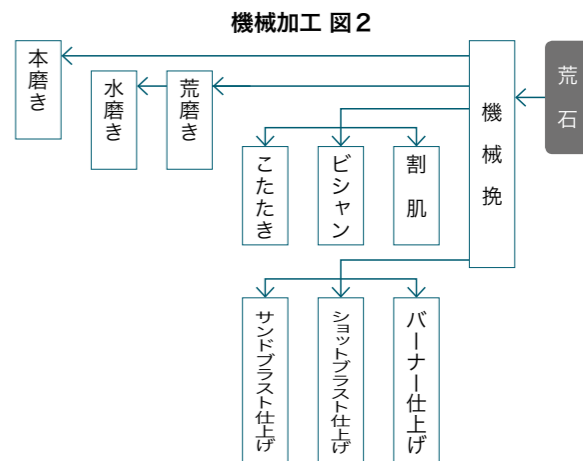 機械加工 図2
荒石
機械挽
本磨き
水磨き
荒磨き
こたたき
ビシャン
割肌
サンドブラスト仕上げ
ショットブラスト仕上げ
バーナー仕上げ